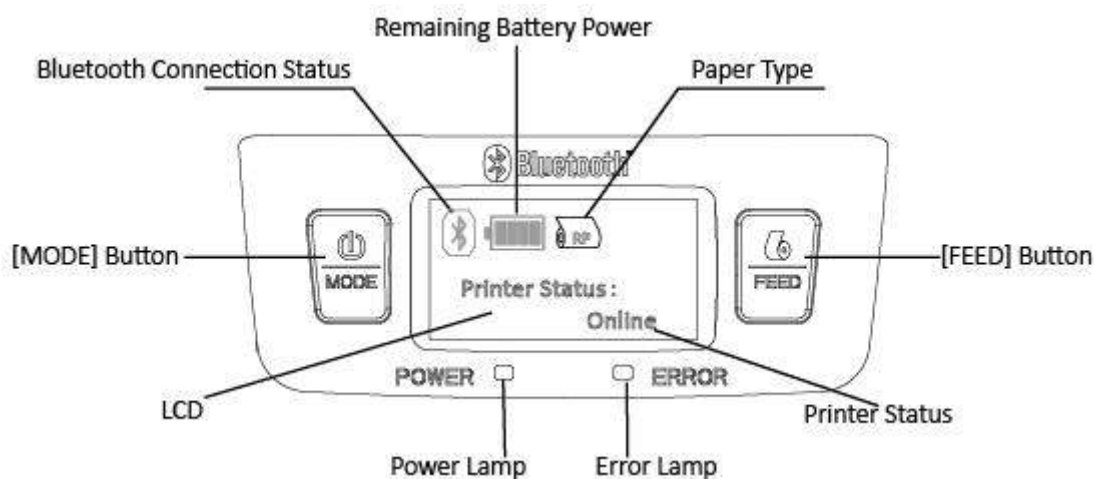 Remaining Battery Power
Bluetooth Connection Status
Paper Type
Bluetooth
RP
[MODE] Button
MODE
FEED
[FEED] Button
Printer Status :
Online
POWER
ERROR
LCD
Printer Status
Power Lamp
Error Lamp